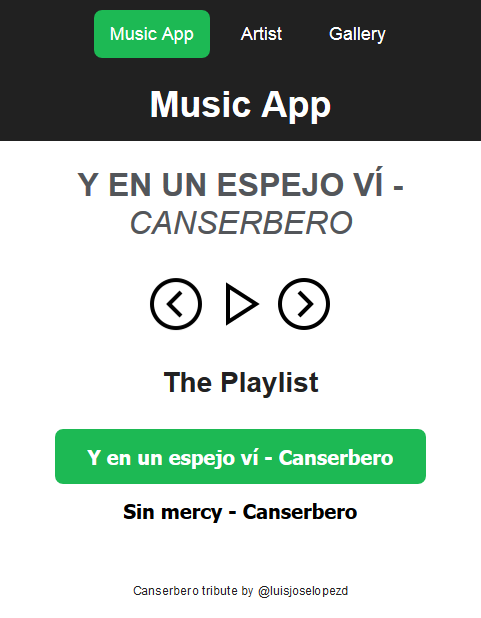 Music App Artist Gallery
Music App
Y EN UN ESPEJO VÍ -
CANSERBERO
The Playlist
Y en un espejo ví - Canserbero
Sin mercy - Canserbero
Canserbero tribute by @luisjoselopezd